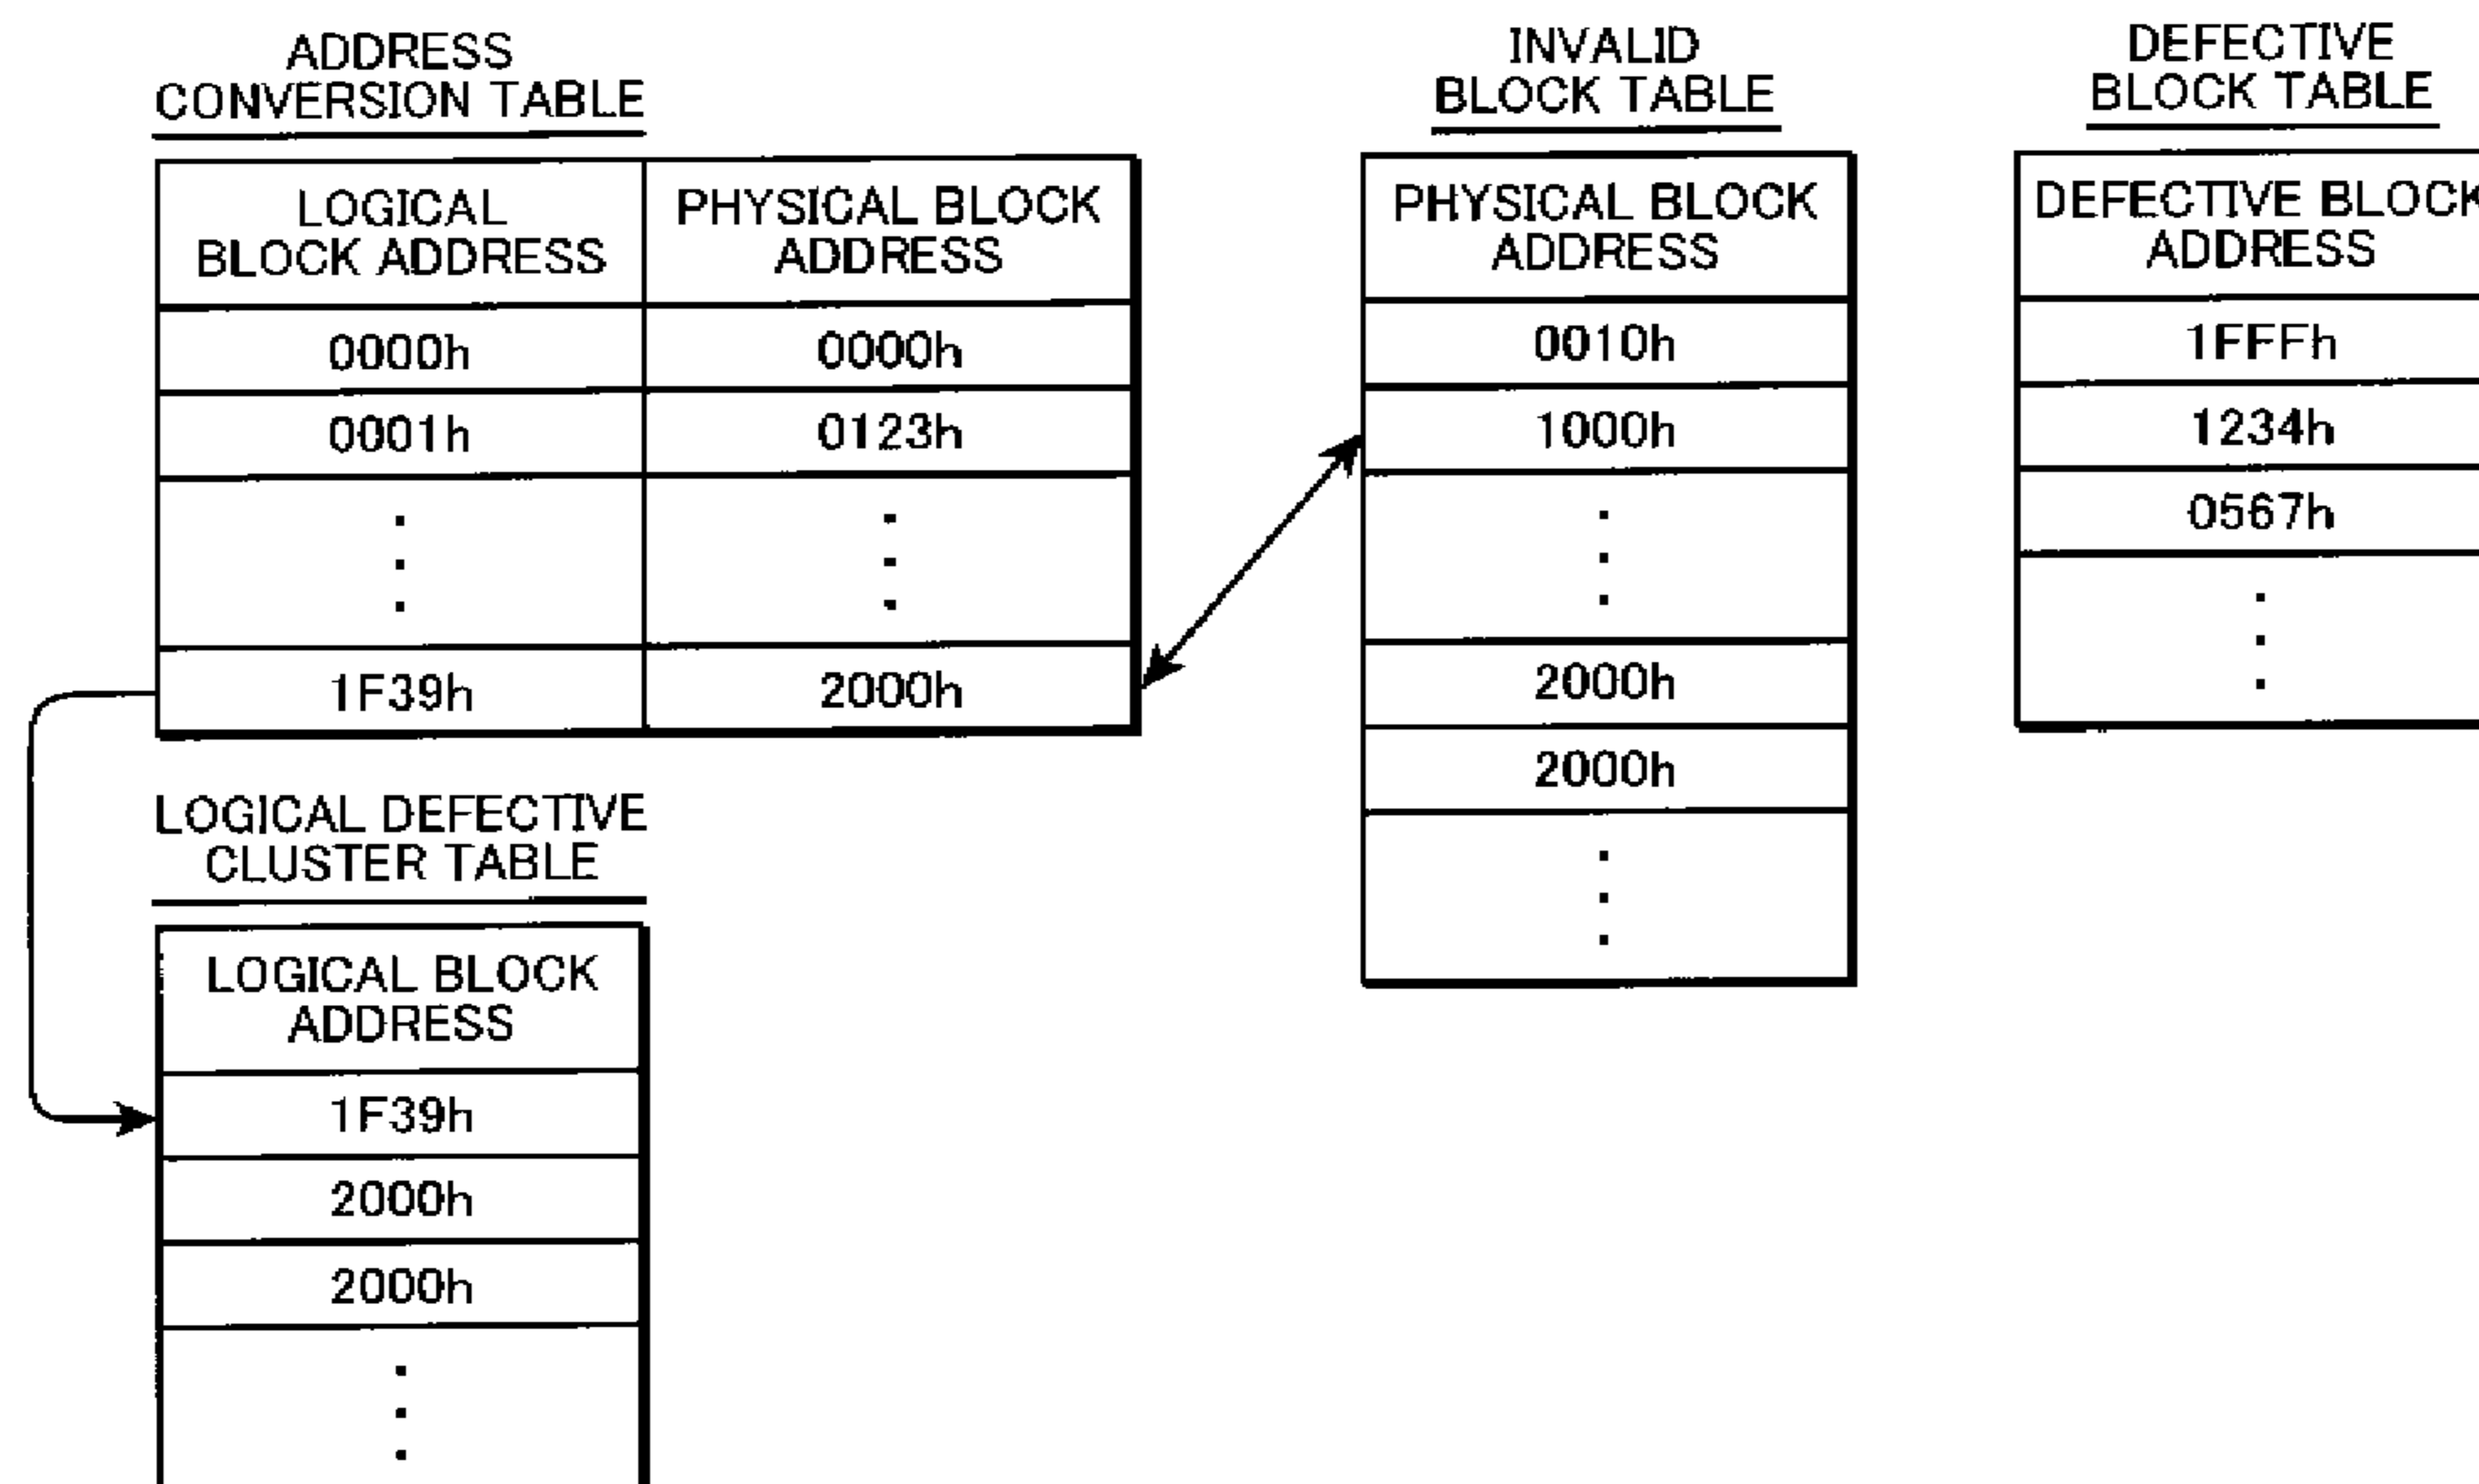 ADDRESS
CONVERSION TABLE
LOGICAL
BLOCK ADDRESS
PHYSICAL BLOCK
ADDRESS
0000h
0000h
0001h
0123h
1F39h
2000h
LOGICAL DEFECTIVE
CLUSTER TABLE
LOGICAL BLOCK
ADDRESS
1F39h
2000h
2000h
INVALID
BLOCK TABLE
PHYSICAL BLOCK
ADDRESS
0010h
1000h
2000h
2000h
DEFECTIVE
BLOCK TABLE
DEFECTIVE BLOCK
ADDRESS
1FFFh
1234h
0567h